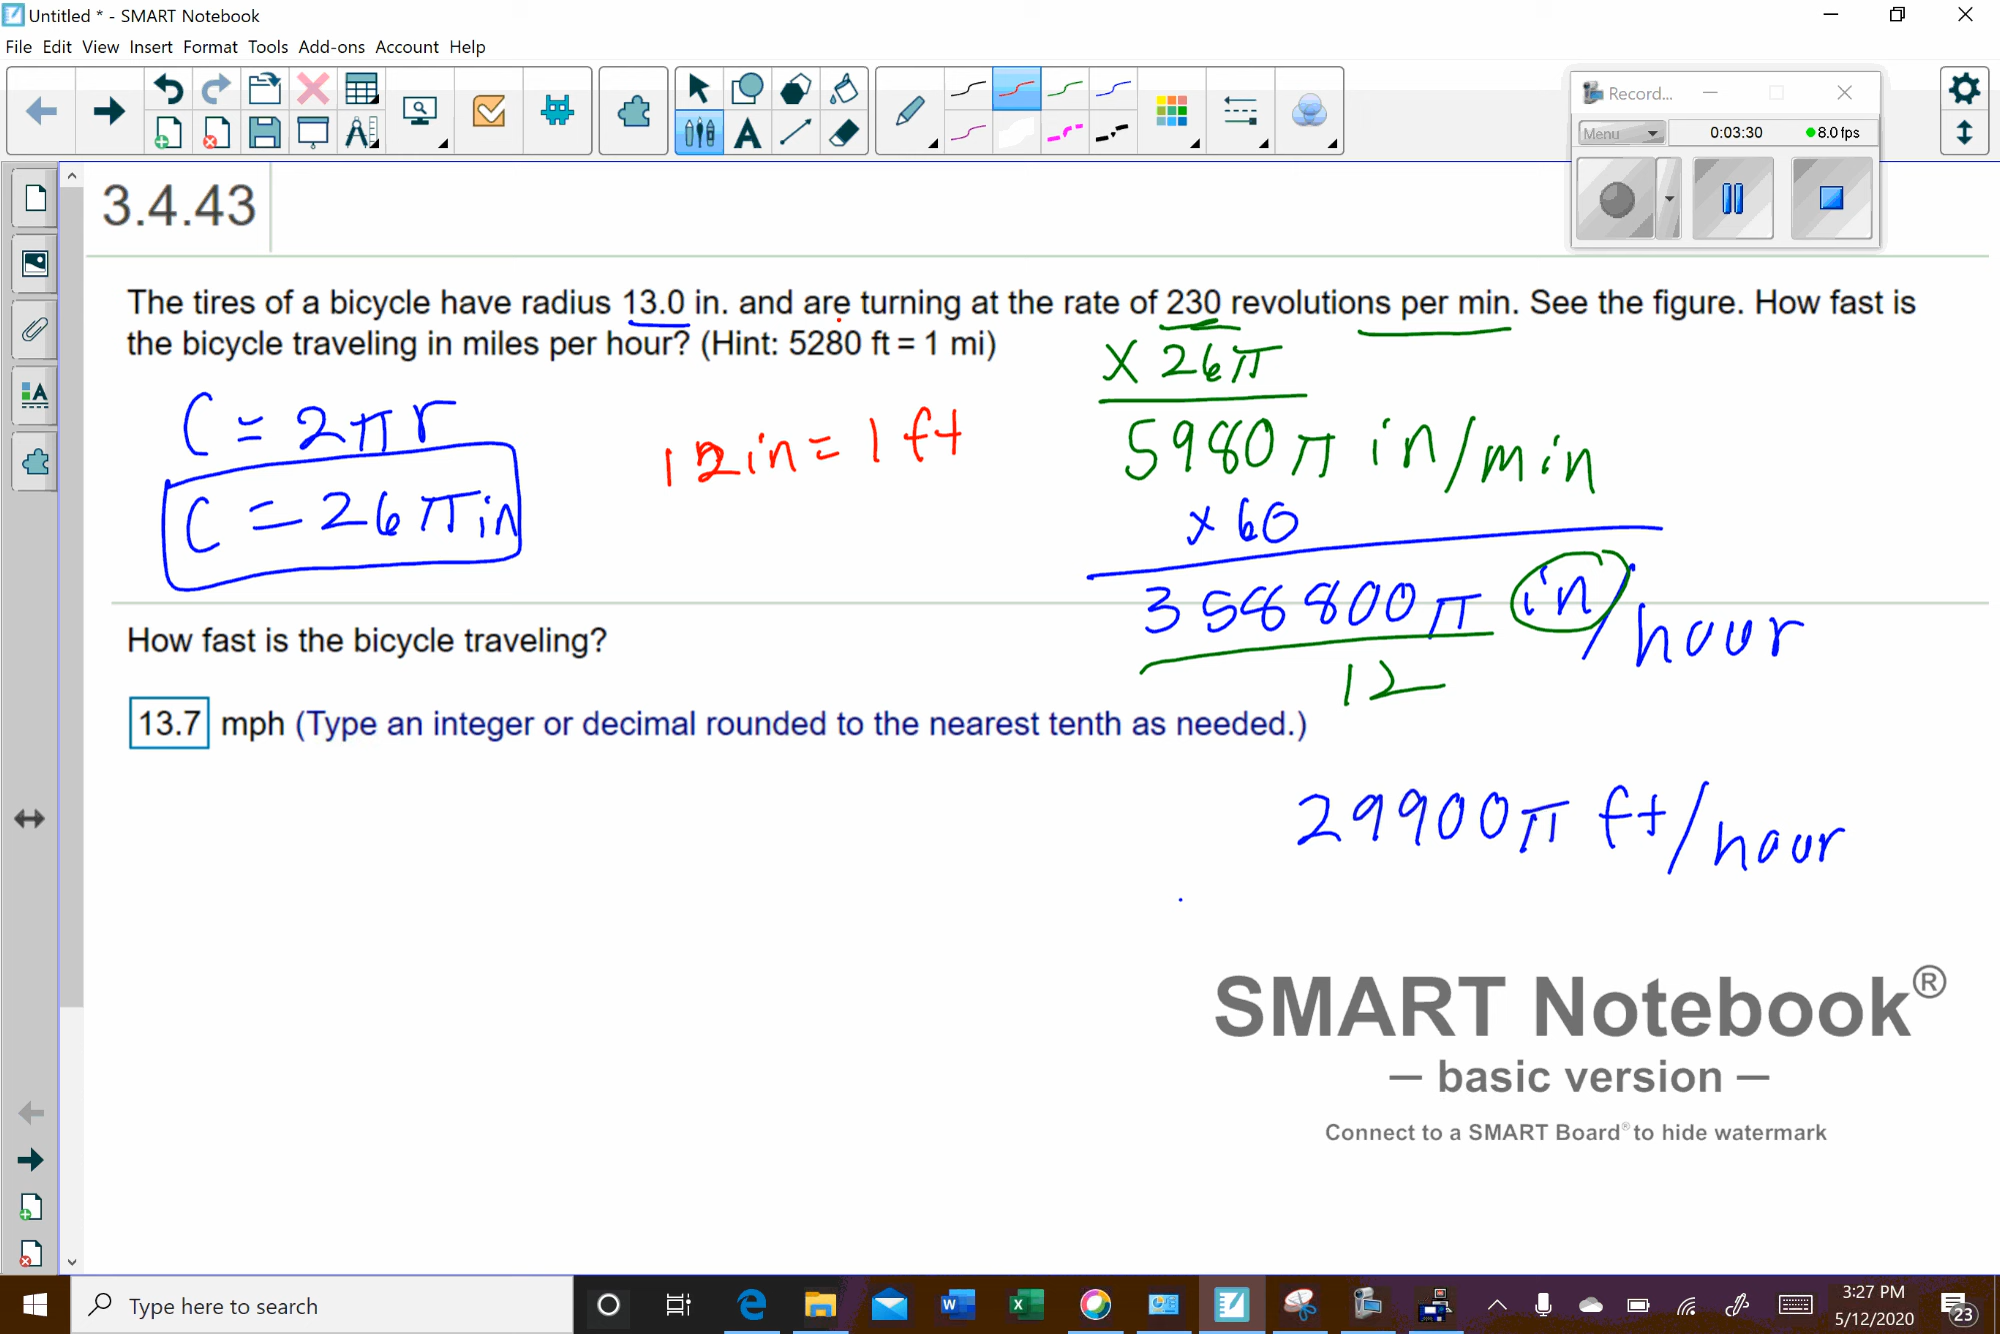 Untitled * - SMART Notebook
File Edit View Insert Format Tools Add-ons Account Help
Record...
Menu 0:03:30 8.0 fps
3.4.43
The tires of a bicycle have radius 13.0 in. and are turning at the rate of 230 revolutions per min. See the figure. How fast is
the bicycle traveling in miles per hour? (Hint: 5280 ft = 1 mi)
x 26π
C = 2πr
12in = 1 ft
5980π in/min
C = 26πin
x 60
358800π in/hour
12
How fast is the bicycle traveling?
13.7 mph (Type an integer or decimal rounded to the nearest tenth as needed.)
29900π ft/hour
SMART Notebook®
— basic version —
Connect to a SMART Board® to hide watermark
Type here to search
3:27 PM
5/12/2020
23